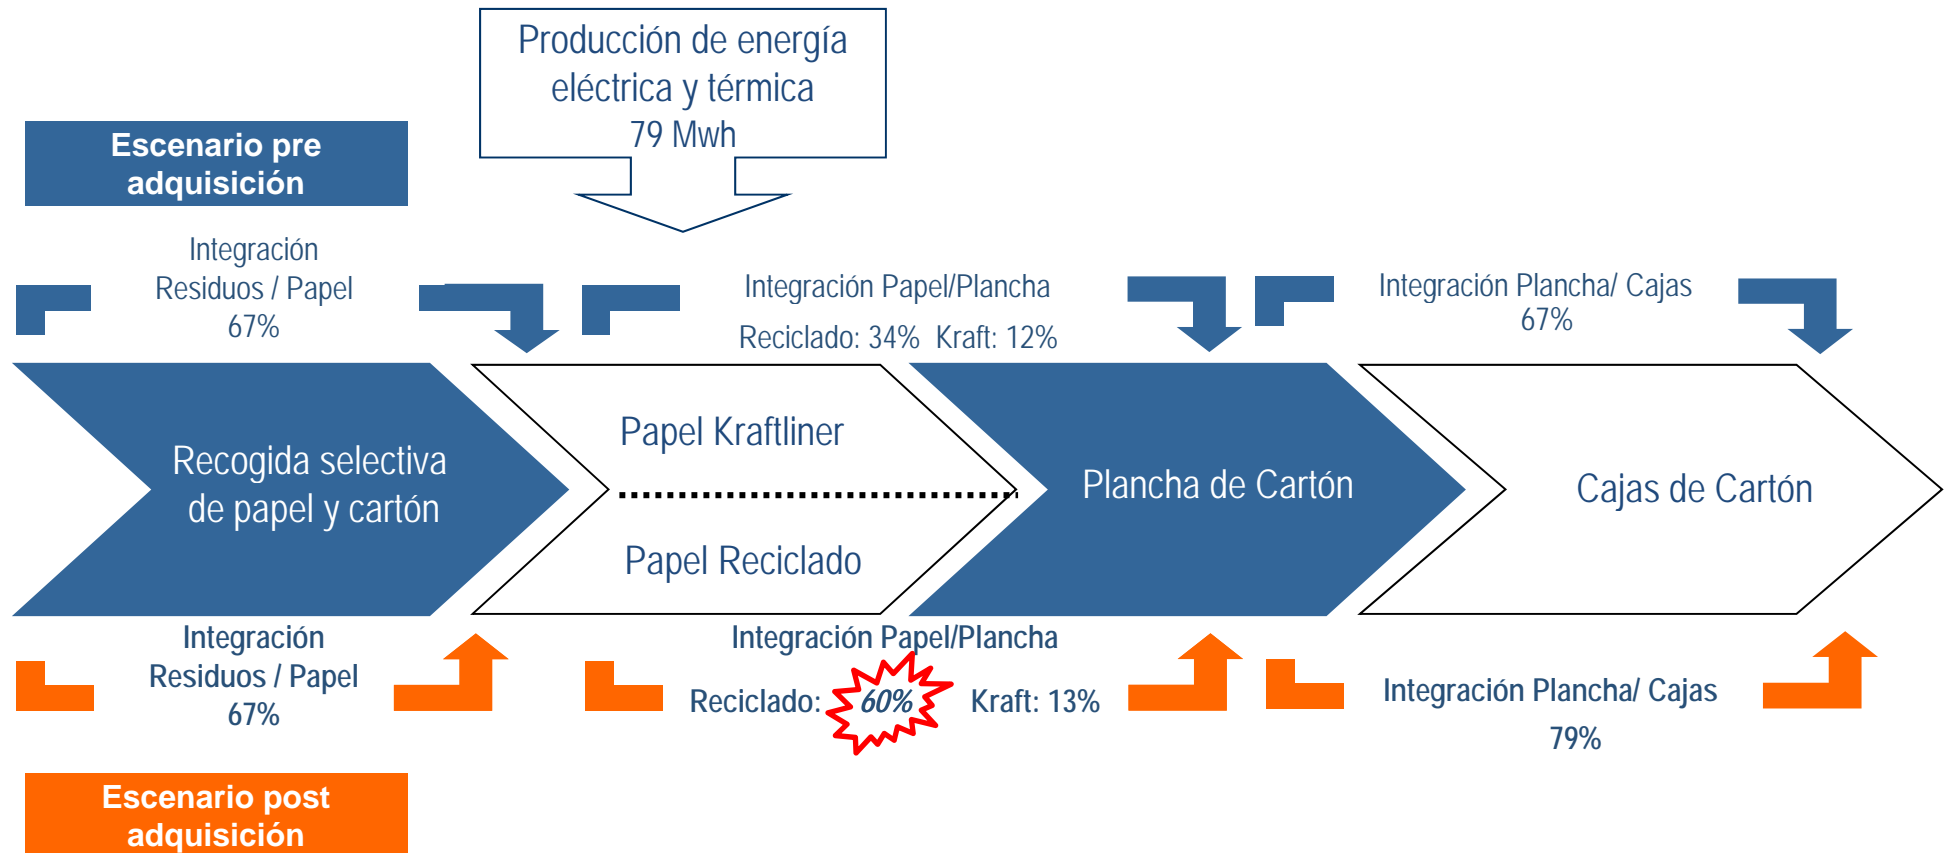 Producción de energía
eléctrica y térmica
79 Mwh
Escenario pre
adquisición
Integración
Residuos / Papel
67%
Integración Papel/Plancha
Reciclado: 34% Kraft: 12%
Integración Plancha/ Cajas
67%
Recogida selectiva
de papel y cartón
Papel Kraftliner
Papel Reciclado
Plancha de Cartón
Cajas de Cartón
Integración
Residuos / Papel
67%
Integración Papel/Plancha
Reciclado: 60% Kraft: 13%
Integración Plancha/ Cajas
79%
Escenario post
adquisición